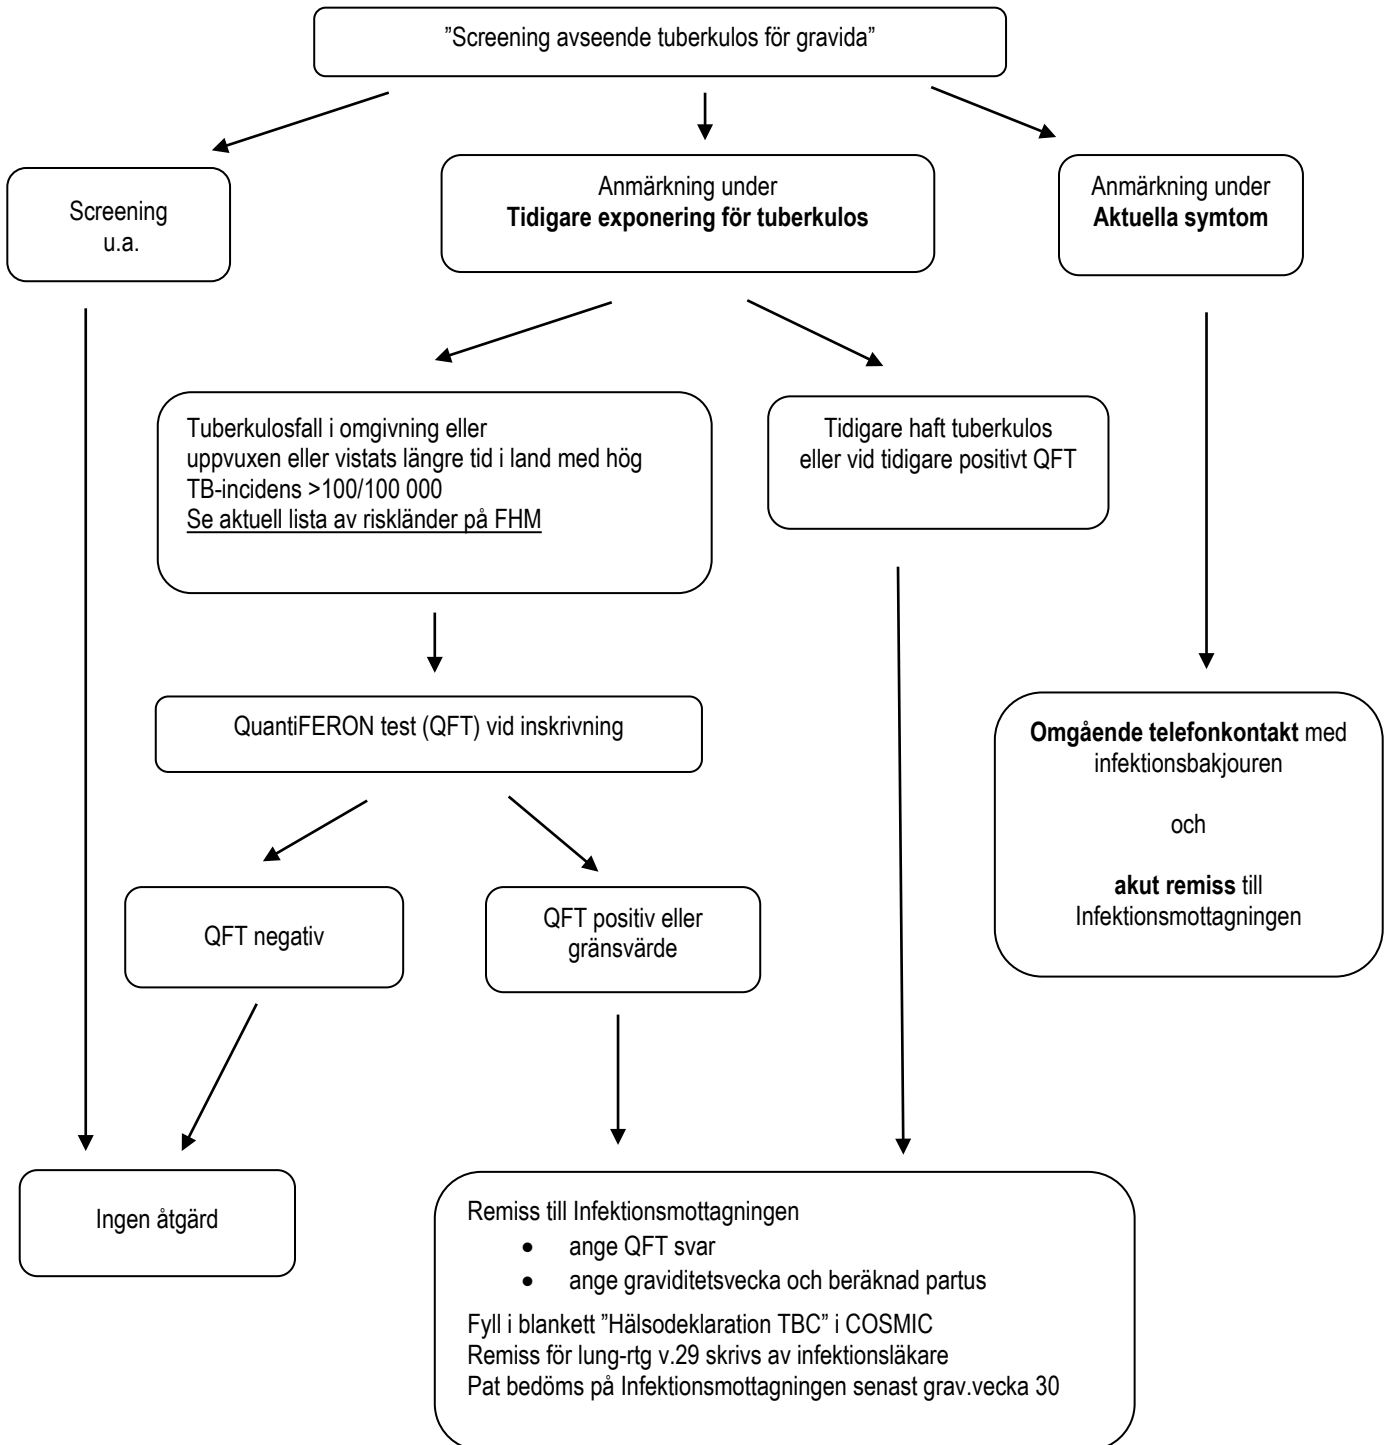 ”Screening avseende tuberkulos för gravida”
Screening
u.a.
Anmärkning under
Tidigare exponering för tuberkulos
Anmärkning under
Aktuella symtom
Tuberkulosfall i omgivning eller
uppvuxen eller vistats längre tid i land med hög
TB-incidens >100/100 000
Se aktuell lista av riskländer på FHM
Tidigare haft tuberkulos
eller vid tidigare positivt QFT
QuantiFERON test (QFT) vid inskrivning
Omgående telefonkontakt med
infektionsbakjouren
och
akut remiss till
Infektionsmottagningen
QFT negativ
QFT positiv eller
gränsvärde
Ingen åtgärd
Remiss till Infektionsmottagningen
• ange QFT svar
• ange graviditetsvecka och beräknad partus
Fyll i blankett ”Hälsodeklaration TBC” i COSMIC
Remiss för lung-rtg v.29 skrivs av infektionsläkare
Pat bedöms på Infektionsmottagningen senast grav.vecka 30